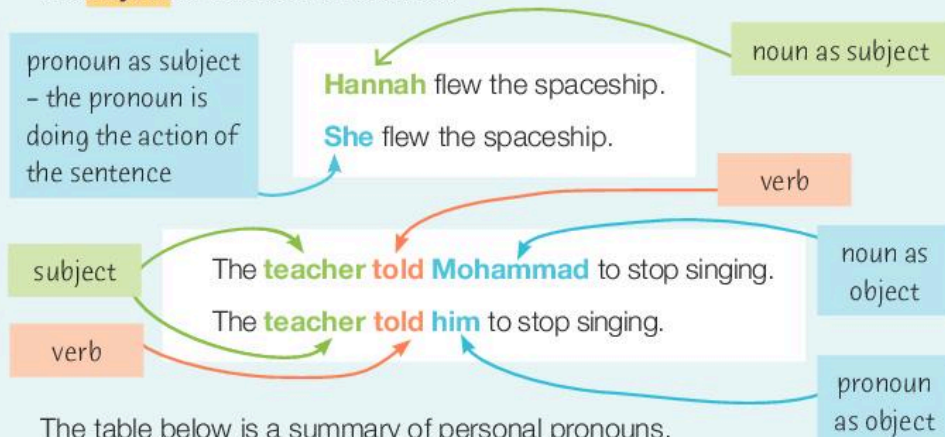 noun as subject
pronoun as subject
– the pronoun is
doing the action of
the sentence
Hannah flew the spaceship.
She flew the spaceship.
verb
subject
The teacher told Mohammad to stop singing.
The teacher told him to stop singing.
noun as
object
verb
pronoun
as object
The table below is a summary of personal pronouns.